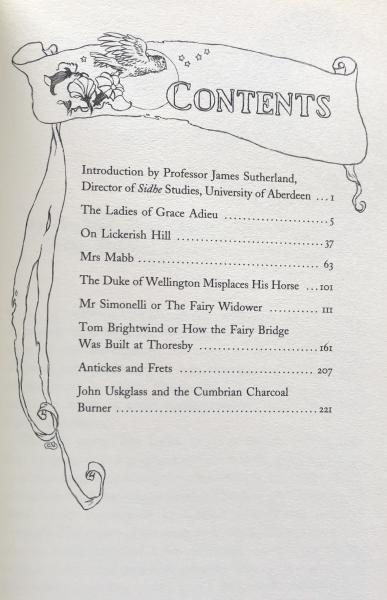 CONTENTS
Introduction by Professor James Sutherland,
Director of Sidhe Studies, University of Aberdeen ...1
The Ladies of Grace Adieu ......................5
On Lickerish Hill ................................37
Mrs Mabb .....................................63
The Duke of Wellington Misplaces His Horse ...101
Mr Simonelli or The Fairy Widower ............111
Tom Brightwind or How the Fairy Bridge
Was Built at Thoresby ..........................161
Antickes and Frets .............................207
John Uskglass and the Cumbrian Charcoal
Burner ..........................................221